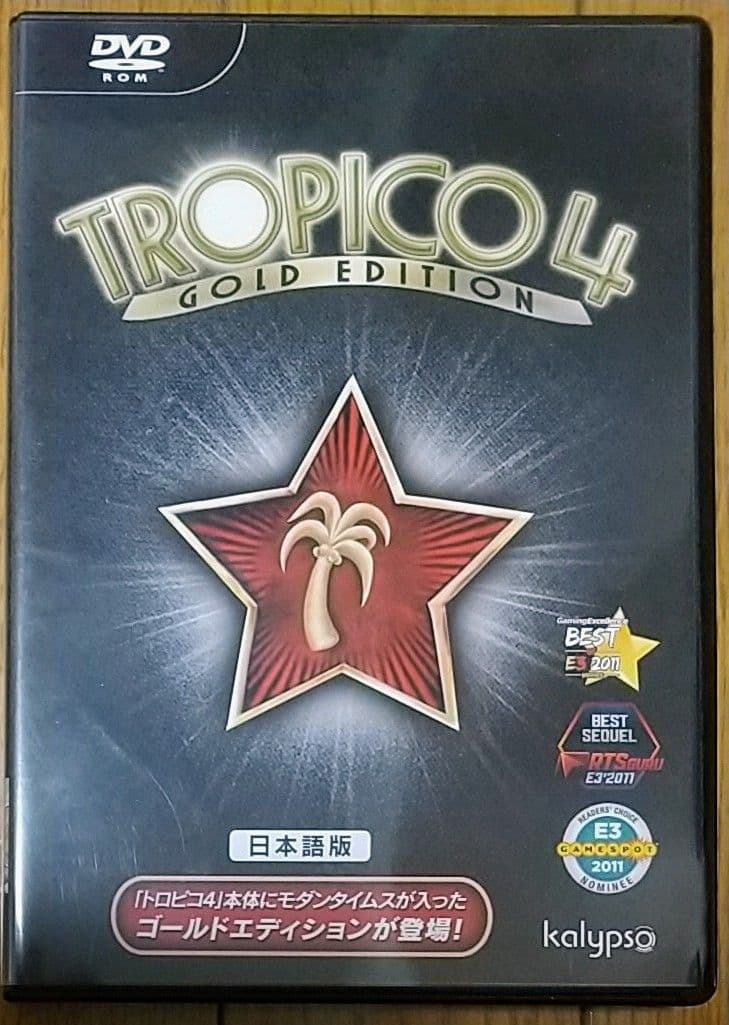 DVD
ROM
TROPICO 4
GOLD EDITION
GamingExcellence
BEST
E3 2011
BEST
SEQUEL
RTSGURU
E3'2011
READERS' CHOICE
E3
GAMESPOT
2011
NOMINEE
日本語版
「トロピコ4」本体にモダンタイムスが入った
ゴールドエディションが登場!
kalypso